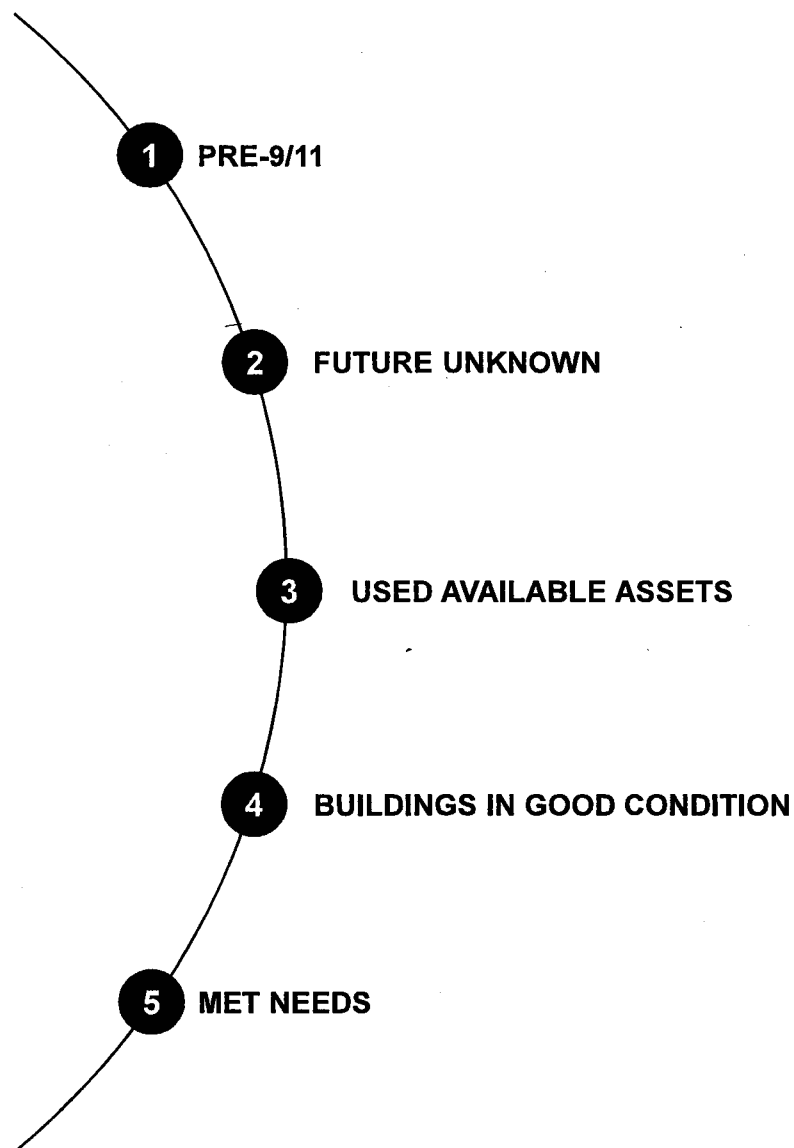 1 PRE-9/11
2 FUTURE UNKNOWN
3 USED AVAILABLE ASSETS
4 BUILDINGS IN GOOD CONDITION
5 MET NEEDS